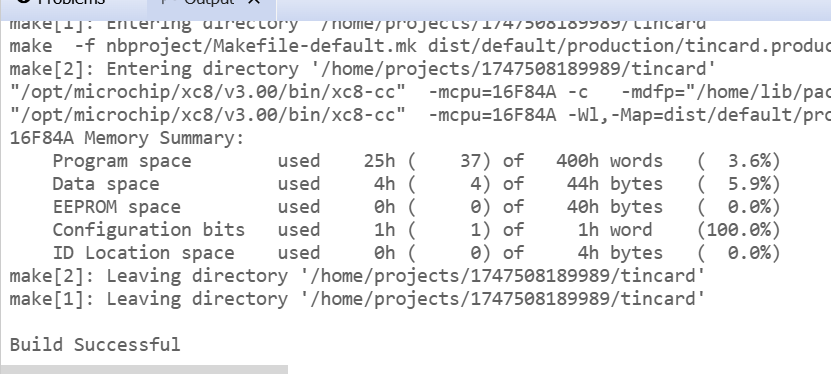 Problems Output X
make[1]: Entering directory '/home/projects/1747508189989/tincard'
make  -f nbproject/Makefile-default.mk dist/default/production/tincard.produc
make[2]: Entering directory '/home/projects/1747508189989/tincard'
"/opt/microchip/xc8/v3.00/bin/xc8-cc"  -mcpu=16F84A -c   -mdfp="/home/lib/pac
"/opt/microchip/xc8/v3.00/bin/xc8-cc"  -mcpu=16F84A -Wl,-Map=dist/default/pro
16F84A Memory Summary:
    Program space        used    25h (    37) of   400h words   (  3.6%)
    Data space           used     4h (     4) of    44h bytes   (  5.9%)
    EEPROM space         used     0h (     0) of    40h bytes   (  0.0%)
    Configuration bits   used     1h (     1) of     1h word    (100.0%)
    ID Location space    used     0h (     0) of     4h bytes   (  0.0%)
make[2]: Leaving directory '/home/projects/1747508189989/tincard'
make[1]: Leaving directory '/home/projects/1747508189989/tincard'

Build Successful